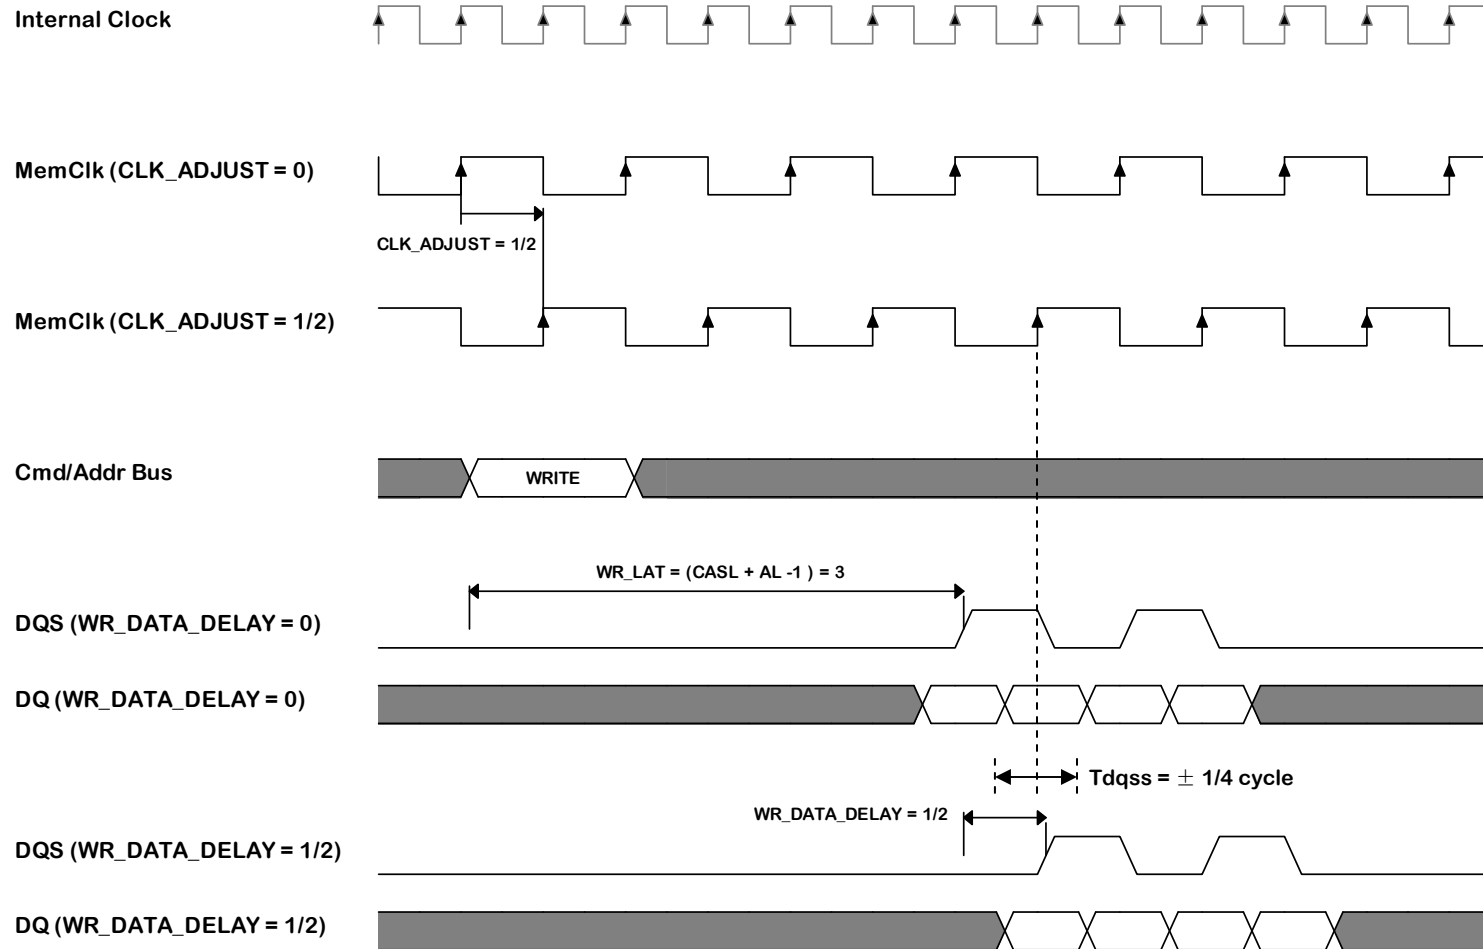 Internal Clock
MemClk (CLK_ADJUST = 0)
CLK_ADJUST = 1/2
MemClk (CLK_ADJUST = 1/2)
Cmd/Addr Bus
WRITE
WR_LAT = (CASL + AL -1 ) = 3
DQS (WR_DATA_DELAY = 0)
DQ (WR_DATA_DELAY = 0)
Tdqss = ± 1/4 cycle
WR_DATA_DELAY = 1/2
DQS (WR_DATA_DELAY = 1/2)
DQ (WR_DATA_DELAY = 1/2)